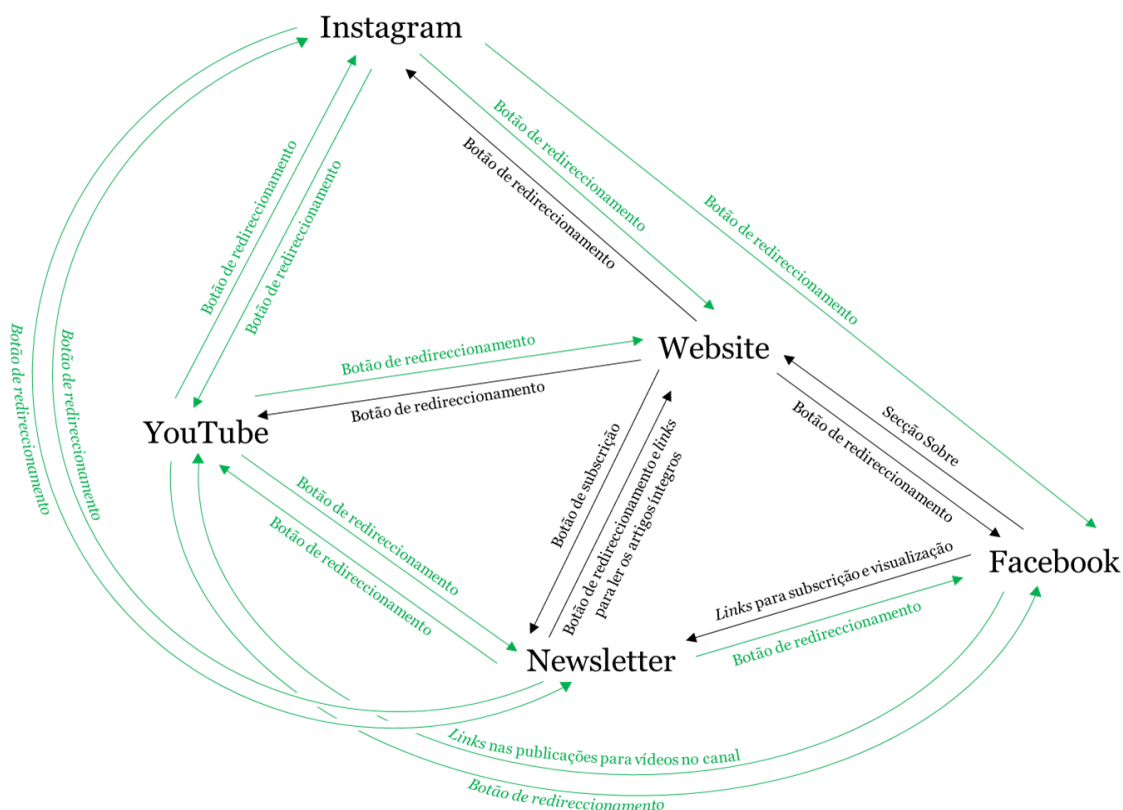 Instagram
Botão de redireccionamento
Botão de redireccionamento
Botão de redireccionamento
Botão de redireccionamento
Botão de redireccionamento
Botão de redireccionamento
Botão de redireccionamento
Website
Botão de redireccionamento
Botão de redireccionamento
YouTube
Secção Sobre
Botão de redireccionamento
Botão de subscrição
Botão de redireccionamento e links
para ler os artigos íntegros
Botão de redireccionamento
Botão de redireccionamento
Facebook
Links para subscrição e visualização
Botão de redireccionamento
Newsletter
Links nas publicações para vídeos no canal
Botão de redireccionamento